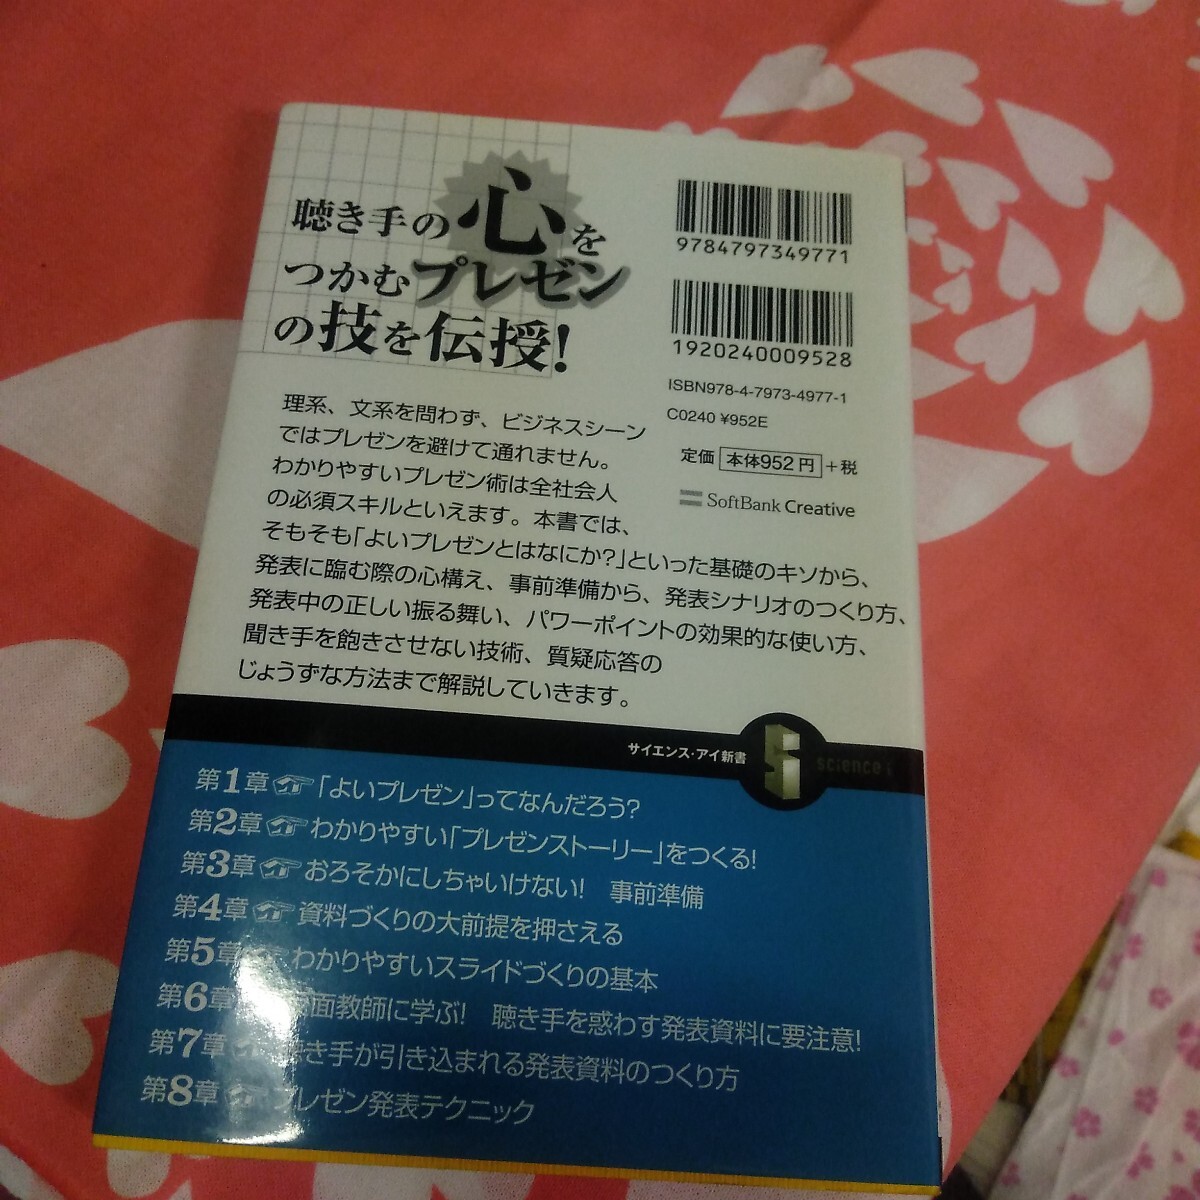 聴き手の心を
つかむプレゼン
の技を伝授!
9784797349771
1920240009528
ISBN978-4-7973-4977-1
C0240 ¥952E
定価 本体952円 +税
SoftBank Creative
理系、文系を問わず、ビジネスシーン
ではプレゼンを避けて通れません。
わかりやすいプレゼン術は全社会人
の必須スキルといえます。本書では、
そもそも「よいプレゼンとはなにか?」といった基礎のキソから、
発表に臨む際の心構え、事前準備から、発表シナリオのつくり方、
発表中の正しい振る舞い、パワーポイントの効果的な使い方、
聞き手を飽きさせない技術、質疑応答の
じょうずな方法まで解説していきます。
サイエンス・アイ新書
Si
science i
第1章 「よいプレゼン」ってなんだろう?
第2章 わかりやすい「プレゼンストーリー」をつくる!
第3章 おろそかにしちゃいけない! 事前準備
第4章 資料づくりの大前提を押さえる
第5章 わかりやすいスライドづくりの基本
第6章 面教師に学ぶ! 聴き手を惑わす発表資料に要注意!
第7章 聴き手が引き込まれる発表資料のつくり方
第8章 プレゼン発表テクニック